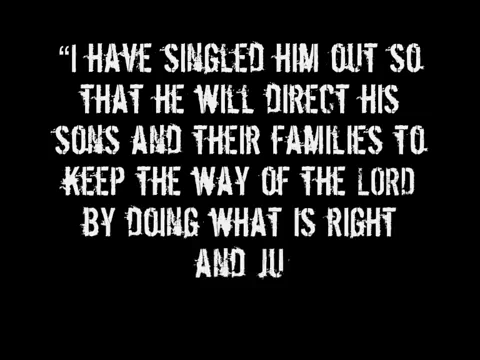 “I HAVE SINGLED HIM OUT SO
THAT HE WILL DIRECT HIS
SONS AND THEIR FAMILIES TO
KEEP THE WAY OF THE LORD
BY DOING WHAT IS RIGHT
AND JU